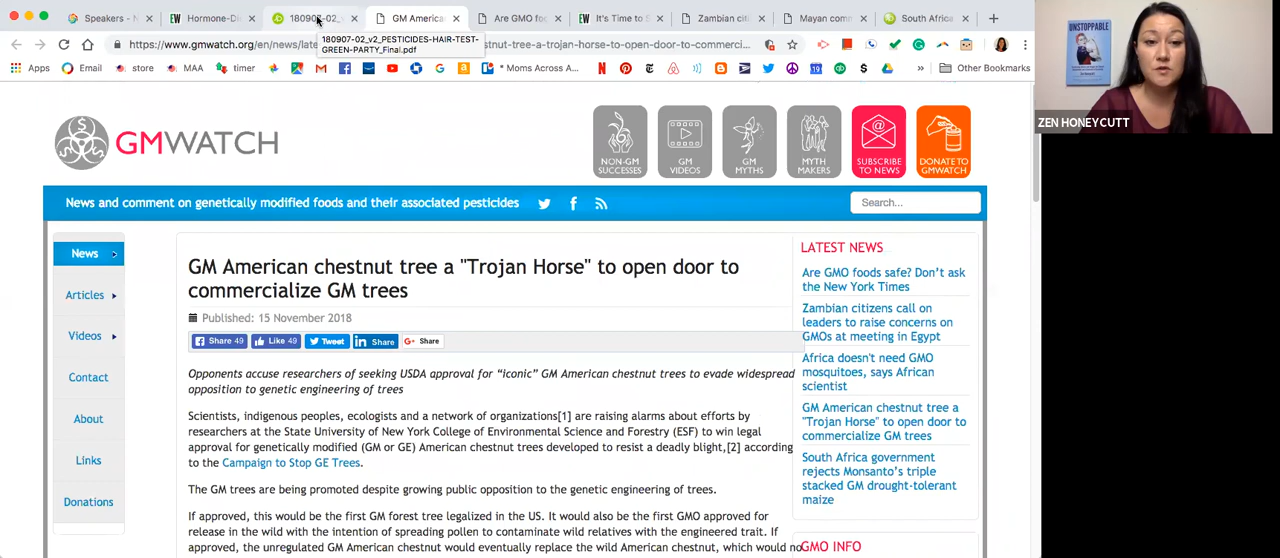 Speakers - N
Hormone-Dis
180907-02_v
GM America
Are GMO foo
It's Time to S
Zambian citi
Mayan comm
South Africa
180907-02_v2_PESTICIDES-HAIR-TEST-
GREEN-PARTY_Final.pdf
https://www.gmwatch.org/en/news/late
stnut-tree-a-trojan-horse-to-open-door-to-commerciali...
Apps
Email
store
MAA
timer
* Moms Across A...
19
Other Bookmarks
UNSTOPPABLE
ZEN HONEYCUTT
GMWATCH
NON-GM
SUCCESSES
GM
VIDEOS
GM
MYTHS
MYTH
MAKERS
SUBSCRIBE
TO NEWS
DONATE TO
GMWATCH
News and comment on genetically modified foods and their associated pesticides
Search...
News
Articles
Videos
Contact
About
Links
Donations
GM American chestnut tree a "Trojan Horse" to open door to
commercialize GM trees
Published: 15 November 2018
Share 49
Like 49
Tweet
Share
Share
Opponents accuse researchers of seeking USDA approval for “iconic” GM American chestnut trees to evade widespread
opposition to genetic engineering of trees
Scientists, indigenous peoples, ecologists and a network of organizations[1] are raising alarms about efforts by
researchers at the State University of New York College of Environmental Science and Forestry (ESF) to win legal
approval for genetically modified (GM or GE) American chestnut trees developed to resist a deadly blight,[2] according
to the Campaign to Stop GE Trees.
The GM trees are being promoted despite growing public opposition to the genetic engineering of trees.
If approved, this would be the first GM forest tree legalized in the US. It would also be the first GMO approved for
release in the wild with the intention of spreading pollen to contaminate wild relatives with the engineered trait. If
approved, the unregulated GM American chestnut would eventually replace the wild American chestnut, which would no
LATEST NEWS
Are GMO foods safe? Don’t ask
the New York Times
Zambian citizens call on
leaders to raise concerns on
GMOs at meeting in Egypt
Africa doesn't need GM
mosquitoes, says African
scientist
GM American chestnut tree a
"Trojan Horse" to open door to
commercialize GM trees
South Africa government
rejects Monsanto’s triple
stacked GM drought-tolerant
maize
GMO INFO